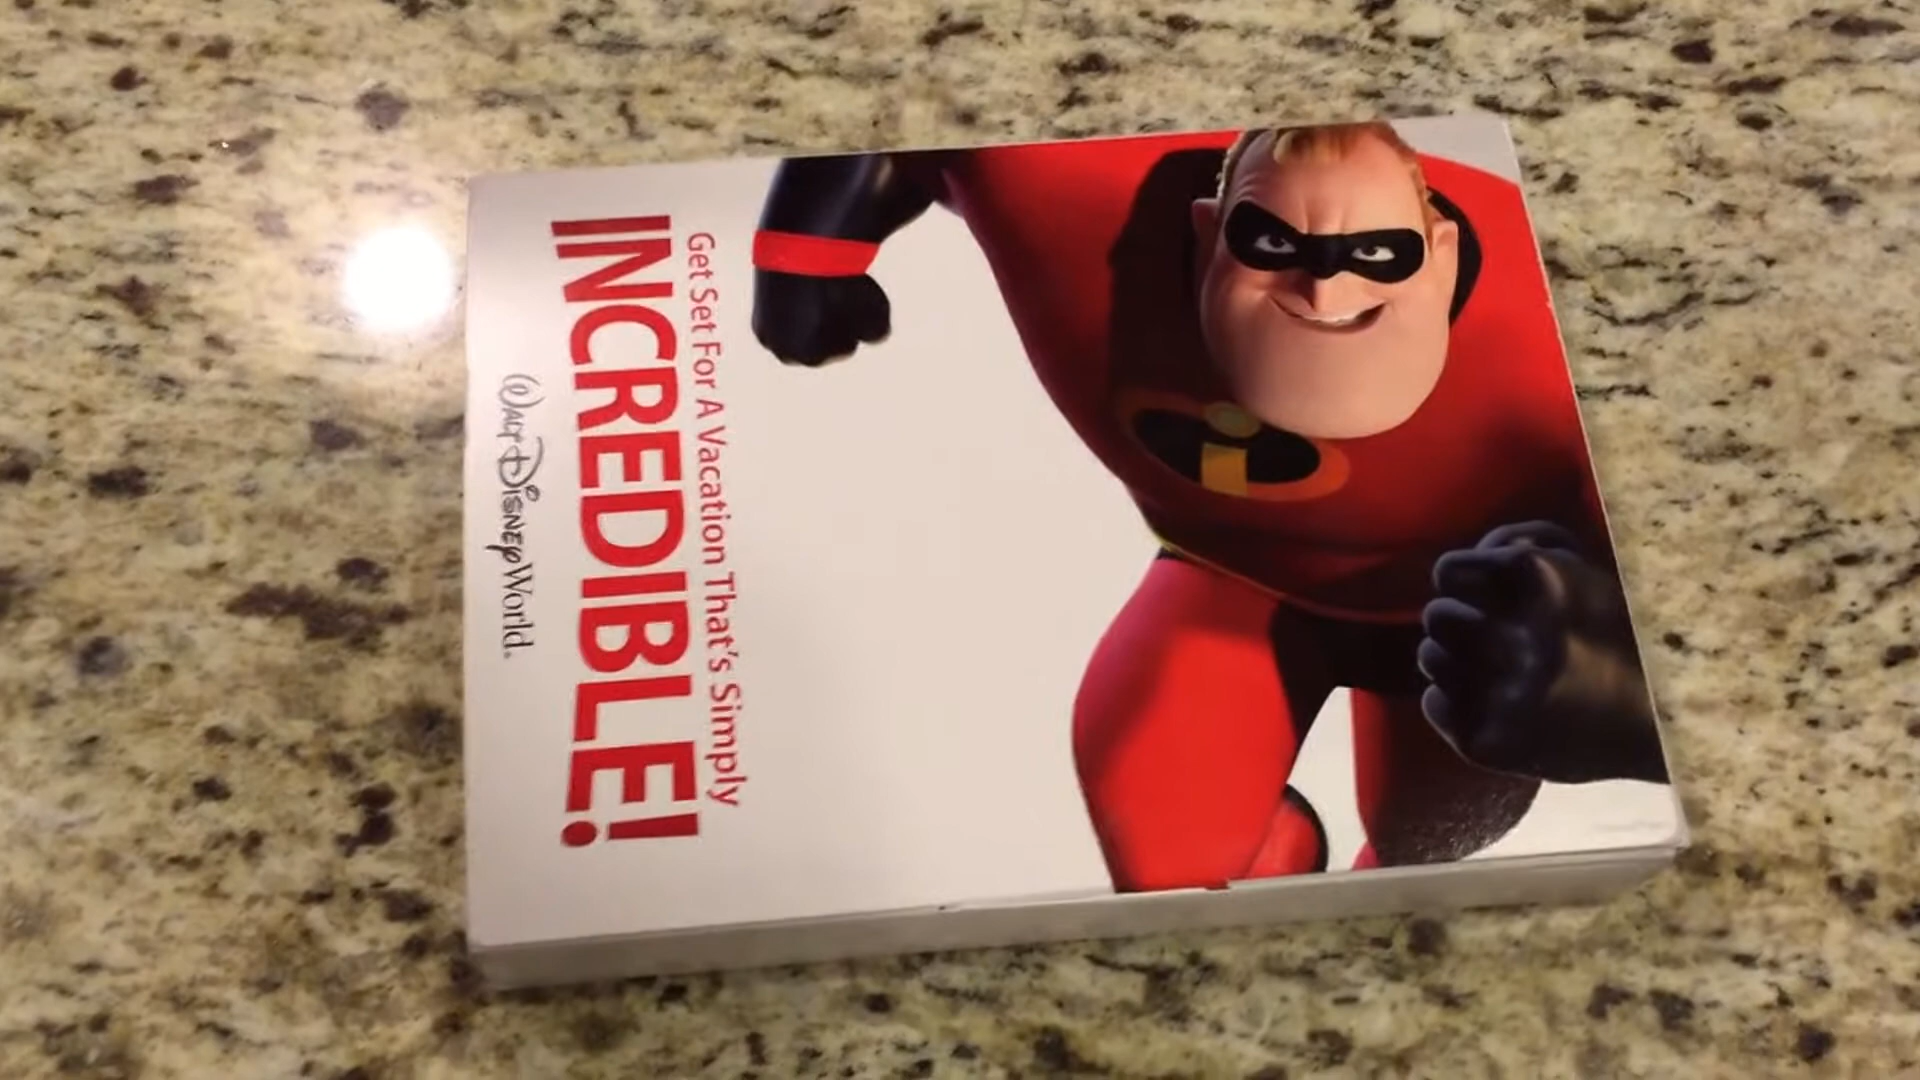 Get Set For A Vacation That's Simply
INCREDIBLE!
WALT DISNEY World.